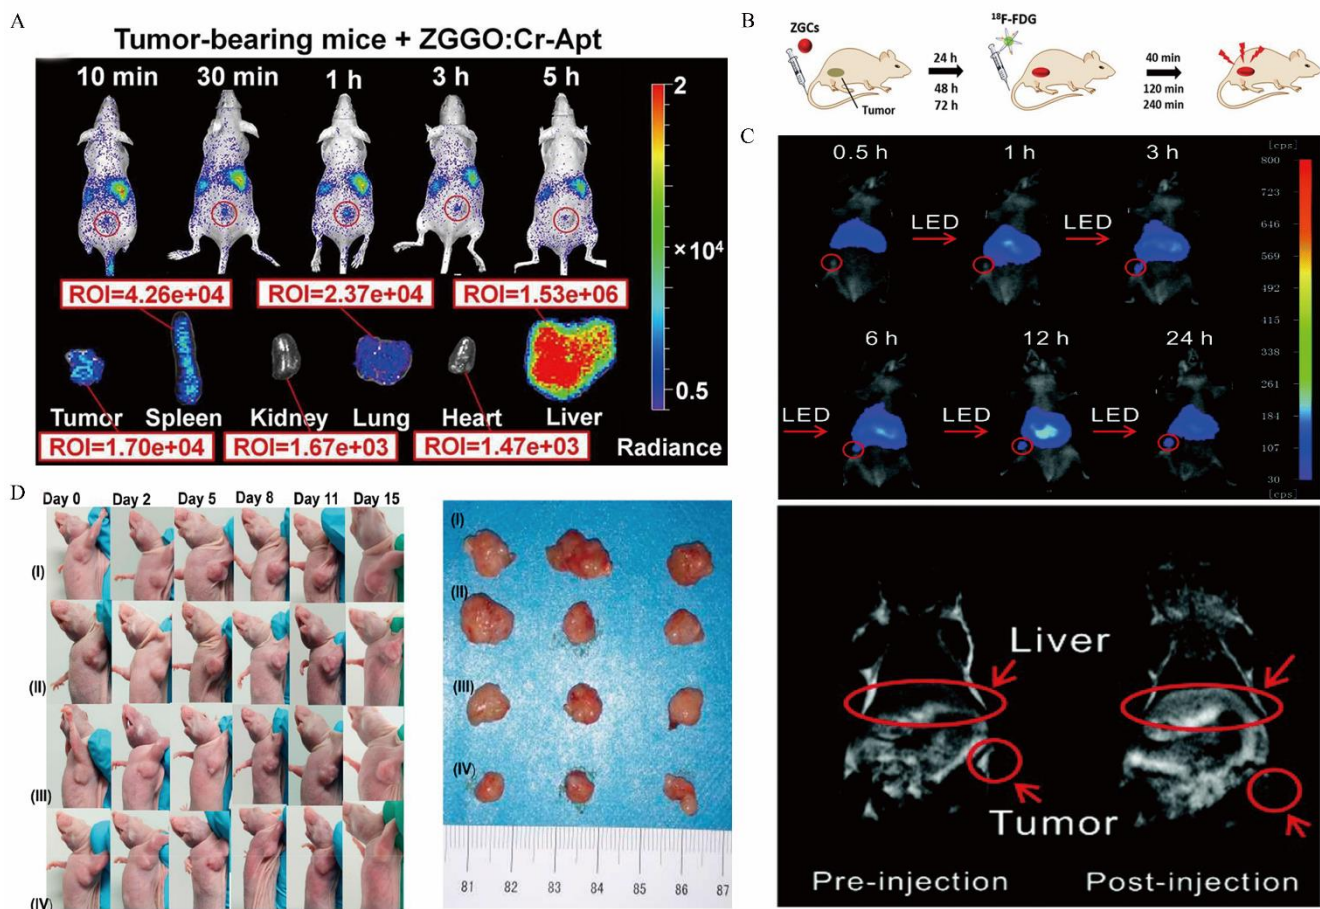 A
Tumor-bearing mice + ZGGO:Cr-Apt
10 min 30 min 1 h 3 h 5 h
2
×10⁴
0.5
Radiance
ROI=4.26e+04 ROI=2.37e+04 ROI=1.53e+06
Tumor Spleen Kidney Lung Heart Liver
ROI=1.70e+04 ROI=1.67e+03 ROI=1.47e+03
B
ZGCs
Tumor
24 h
48 h
72 h
¹⁸F-FDG
40 min
120 min
240 min
C
0.5 h 1 h 3 h
LED LED
6 h 12 h 24 h
LED LED LED
[cps]
800
723
646
569
492
415
338
261
184
107
30
[cps]
Liver
Tumor
Pre-injection Post-injection
D
Day 0 Day 2 Day 5 Day 8 Day 11 Day 15
(I)
(II)
(III)
(IV)
(I)
(II)
(III)
(IV)
81 82 83 84 85 86 87